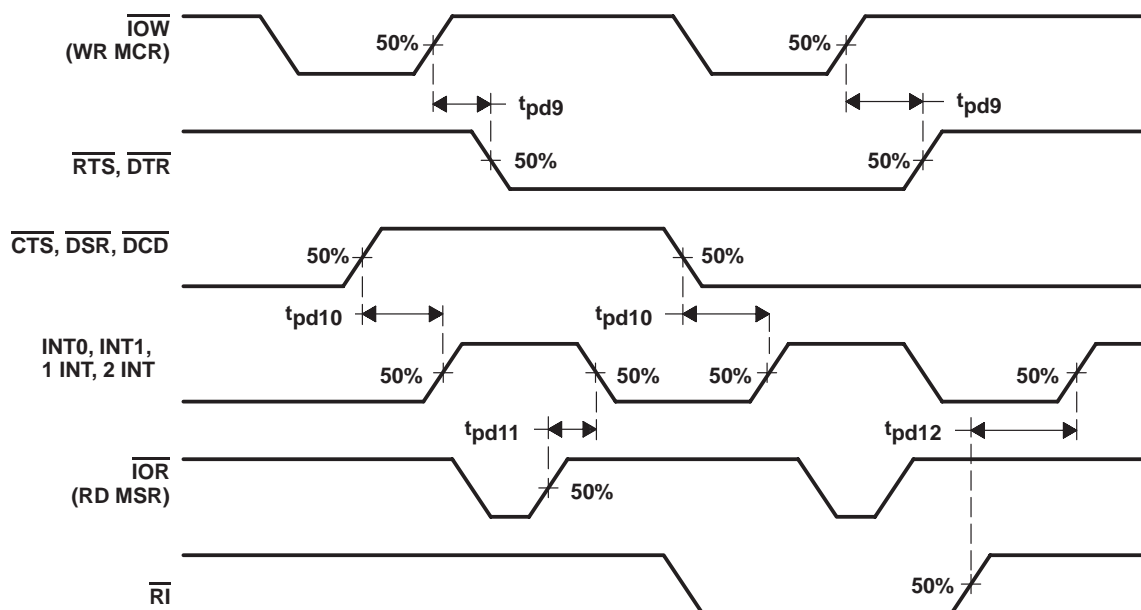 IOW
(WR MCR)
50%
50%
tpd9
tpd9
RTS, DTR
50%
50%
CTS, DSR, DCD
50%
50%
tpd10
tpd10
INT0, INT1,
1 INT, 2 INT
50%
50%
50%
50%
tpd11
tpd12
IOR
(RD MSR)
50%
RI
50%